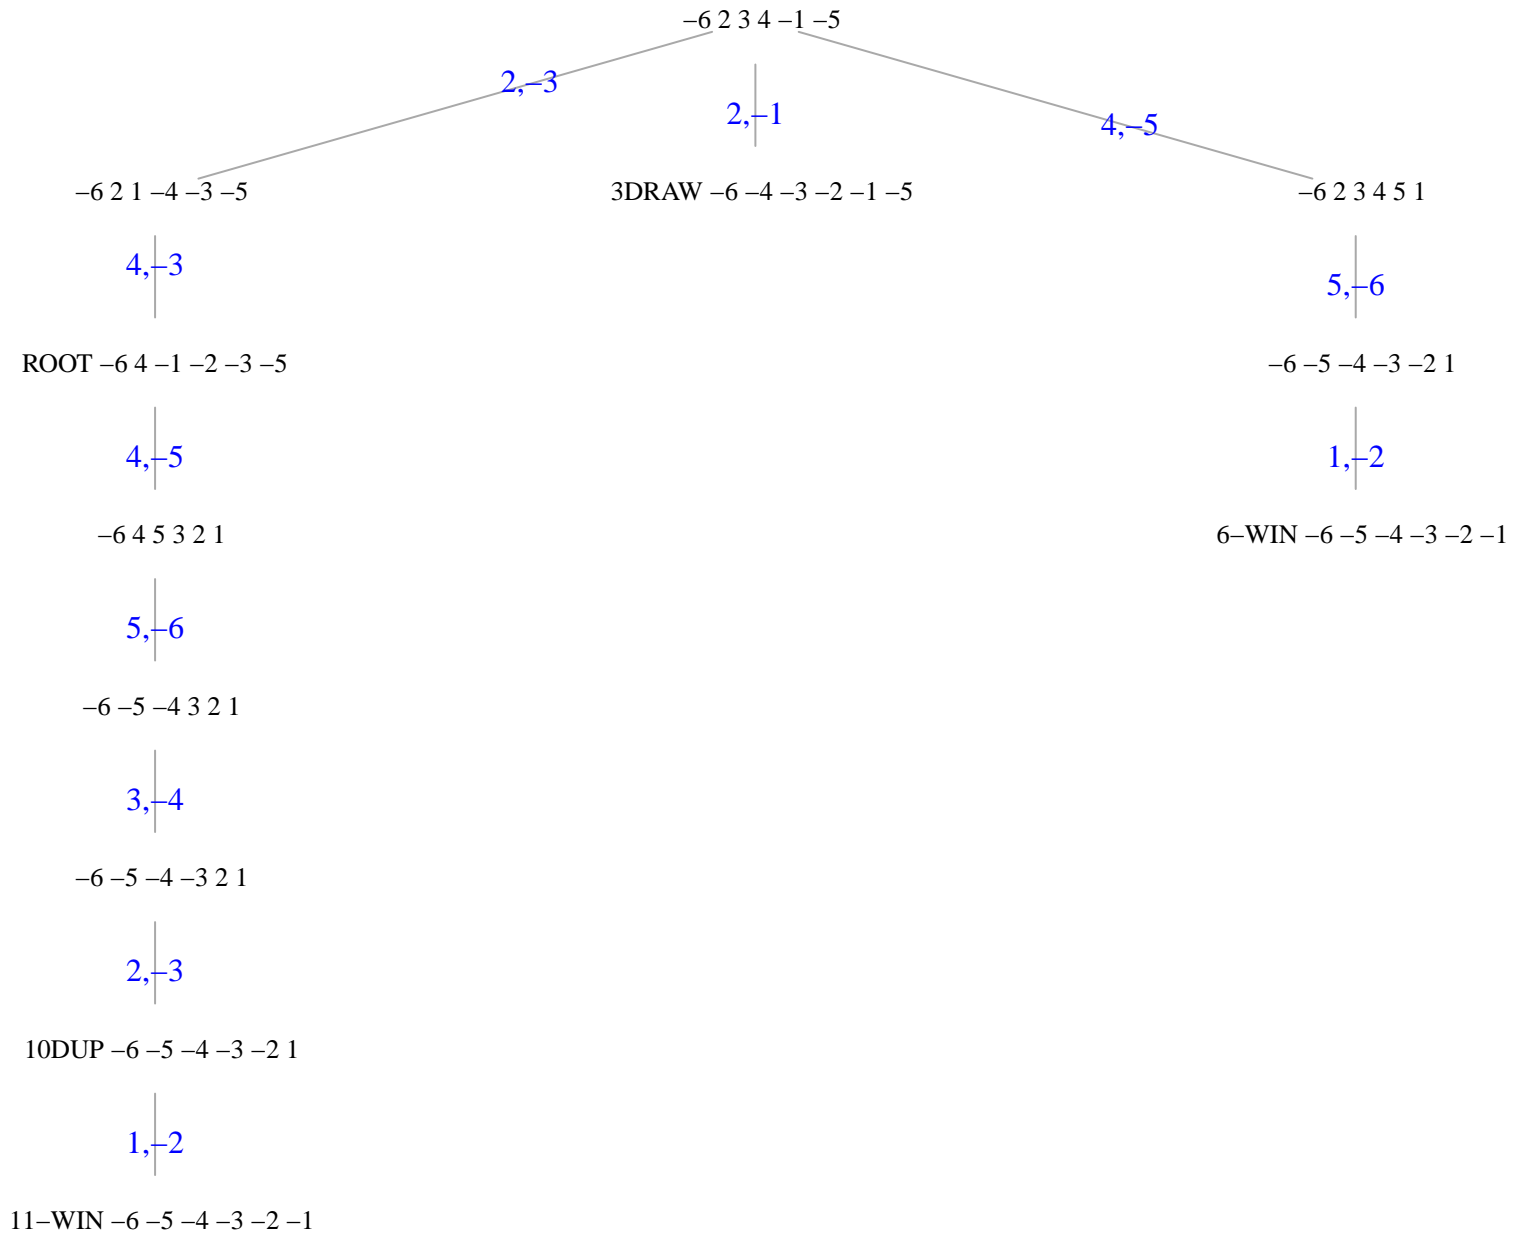 –6 2 3 4 –1 –5
2,–3
2,–1
4,–5
–6 2 1 –4 –3 –5
3DRAW –6 –4 –3 –2 –1 –5
–6 2 3 4 5 1
4,–3
5,–6
ROOT –6 4 –1 –2 –3 –5
–6 –5 –4 –3 –2 1
4,–5
1,–2
–6 4 5 3 2 1
6–WIN –6 –5 –4 –3 –2 –1
5,–6
–6 –5 –4 3 2 1
3,–4
–6 –5 –4 –3 2 1
2,–3
10DUP –6 –5 –4 –3 –2 1
1,–2
11–WIN –6 –5 –4 –3 –2 –1